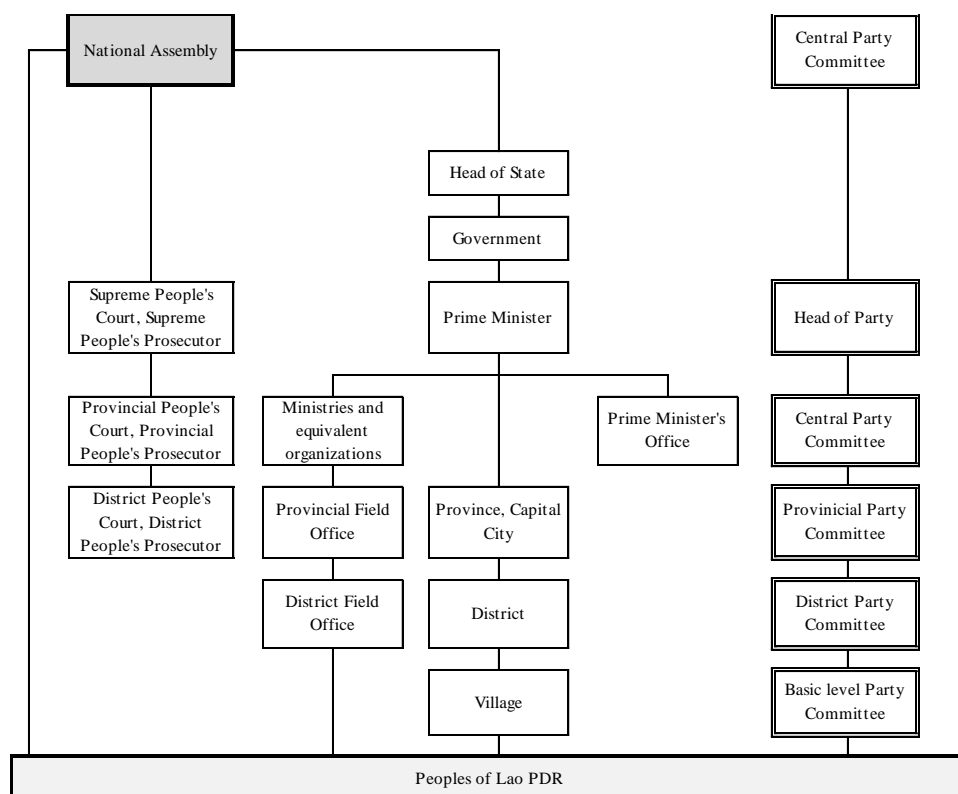 National Assembly
Central Party
Committee
Head of State
Government
Supreme People's
Court, Supreme
People's Prosecutor
Prime Minister
Head of Party
Provincial People's
Court, Provincial
People's Prosecutor
Ministries and
equivalent
organizations
Prime Minister's
Office
Central Party
Committee
District People's
Court, District
People's Prosecutor
Provincial Field
Office
Province, Capital
City
Provinicial Party
Committee
District Field
Office
District
District Party
Committee
Village
Basic level Party
Committee
Peoples of Lao PDR